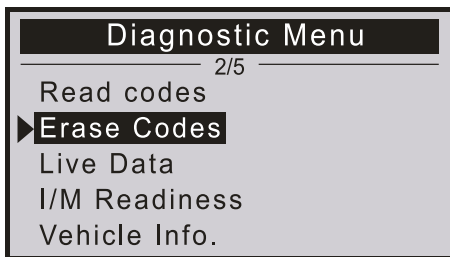 Diagnostic Menu
2/5
Read codes
Erase Codes
Live Data
I/M Readiness
Vehicle Info.